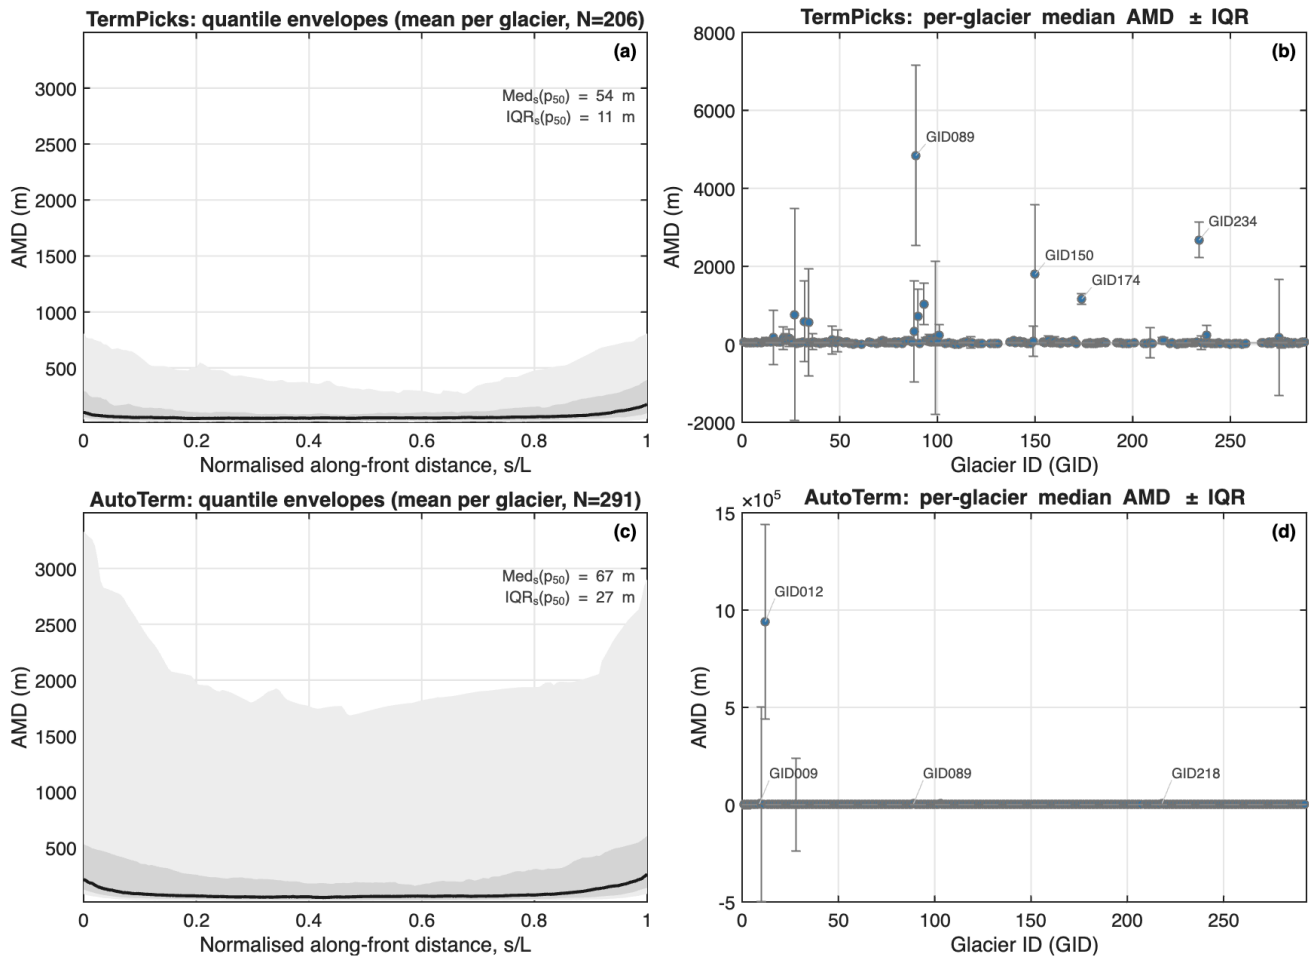 TermPicks: quantile envelopes (mean per glacier, N=206)
(a)
Medₛ(p₅₀) = 54 m
IQRₛ(p₅₀) = 11 m
3000
2500
2000
1500
1000
500
AMD (m)
0 0.2 0.4 0.6 0.8 1
Normalised along-front distance, s/L
TermPicks: per-glacier median AMD ± IQR
(b)
8000
6000
4000
2000
0
-2000
AMD (m)
GID089
GID234
GID150
GID174
0 50 100 150 200 250
Glacier ID (GID)
AutoTerm: quantile envelopes (mean per glacier, N=291)
(c)
Medₛ(p₅₀) = 67 m
IQRₛ(p₅₀) = 27 m
3000
2500
2000
1500
1000
500
AMD (m)
0 0.2 0.4 0.6 0.8 1
Normalised along-front distance, s/L
×10⁵
AutoTerm: per-glacier median AMD ± IQR
(d)
15
10
5
0
-5
AMD (m)
GID012
GID009
GID089
GID218
0 50 100 150 200 250
Glacier ID (GID)